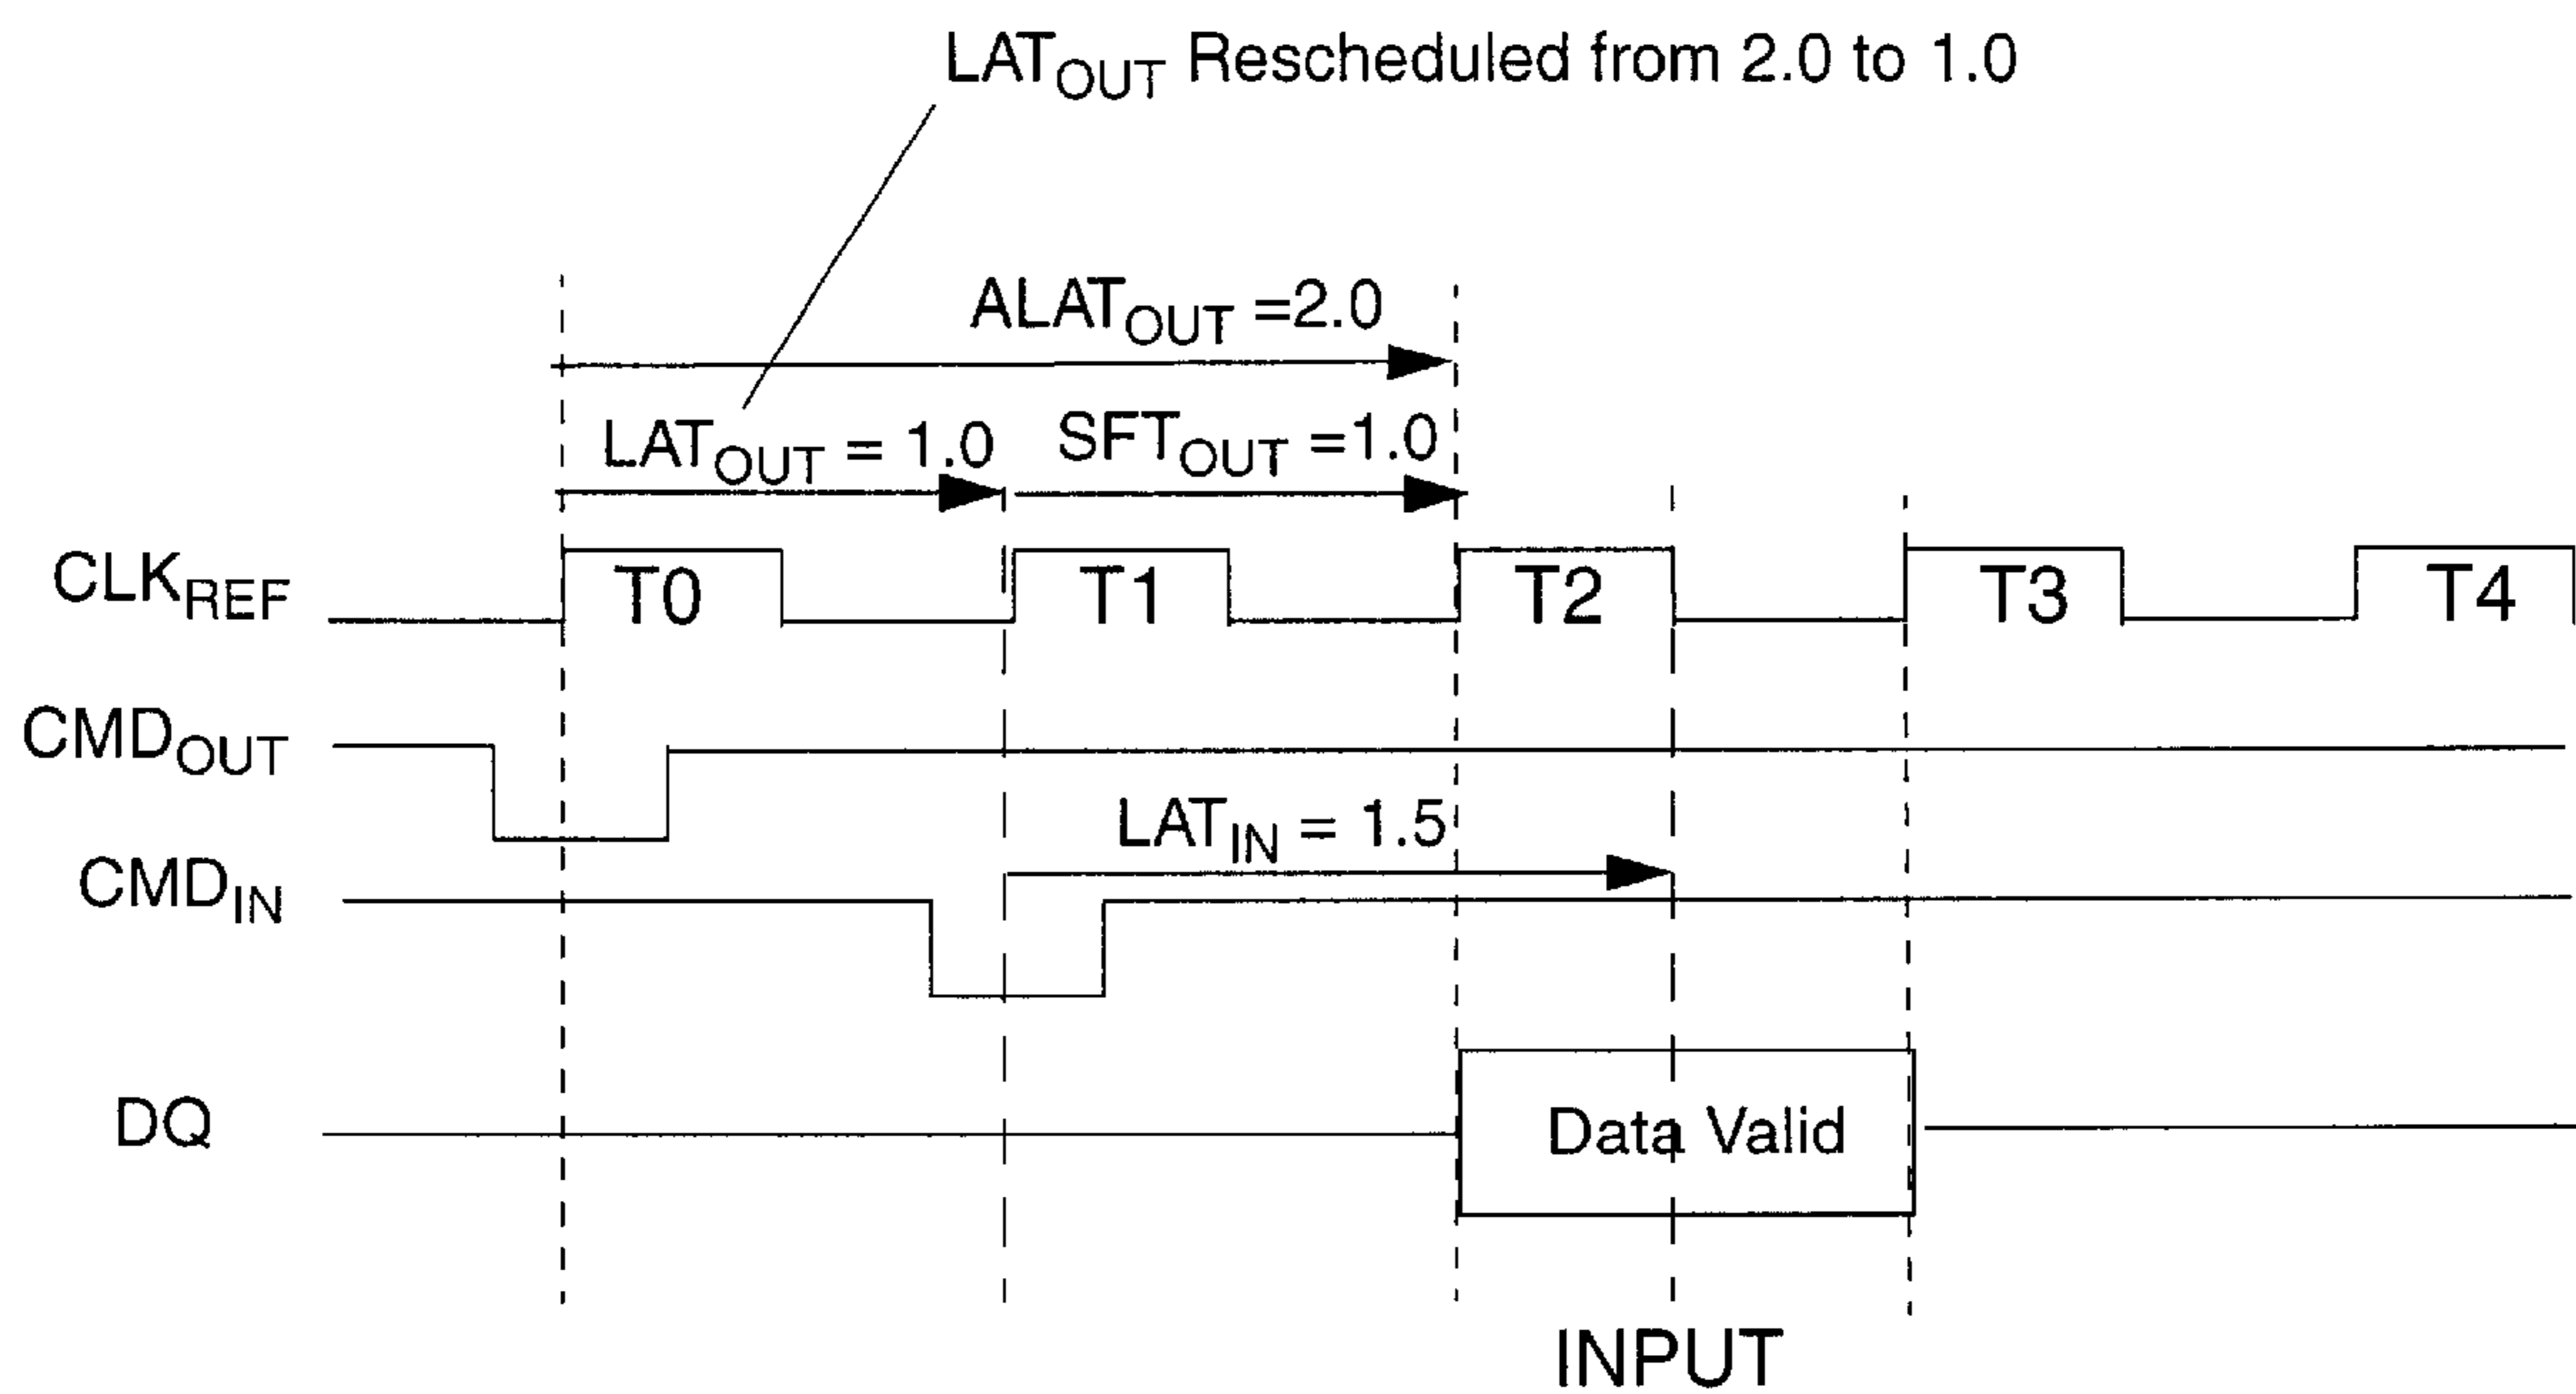 LATOUT Rescheduled from 2.0 to 1.0
ALATOUT =2.0
LATOUT = 1.0
SFTOUT =1.0
CLKREF
T0
T1
T2
T3
T4
CMDOUT
LATIN = 1.5
CMDIN
DQ
Data Valid
INPUT